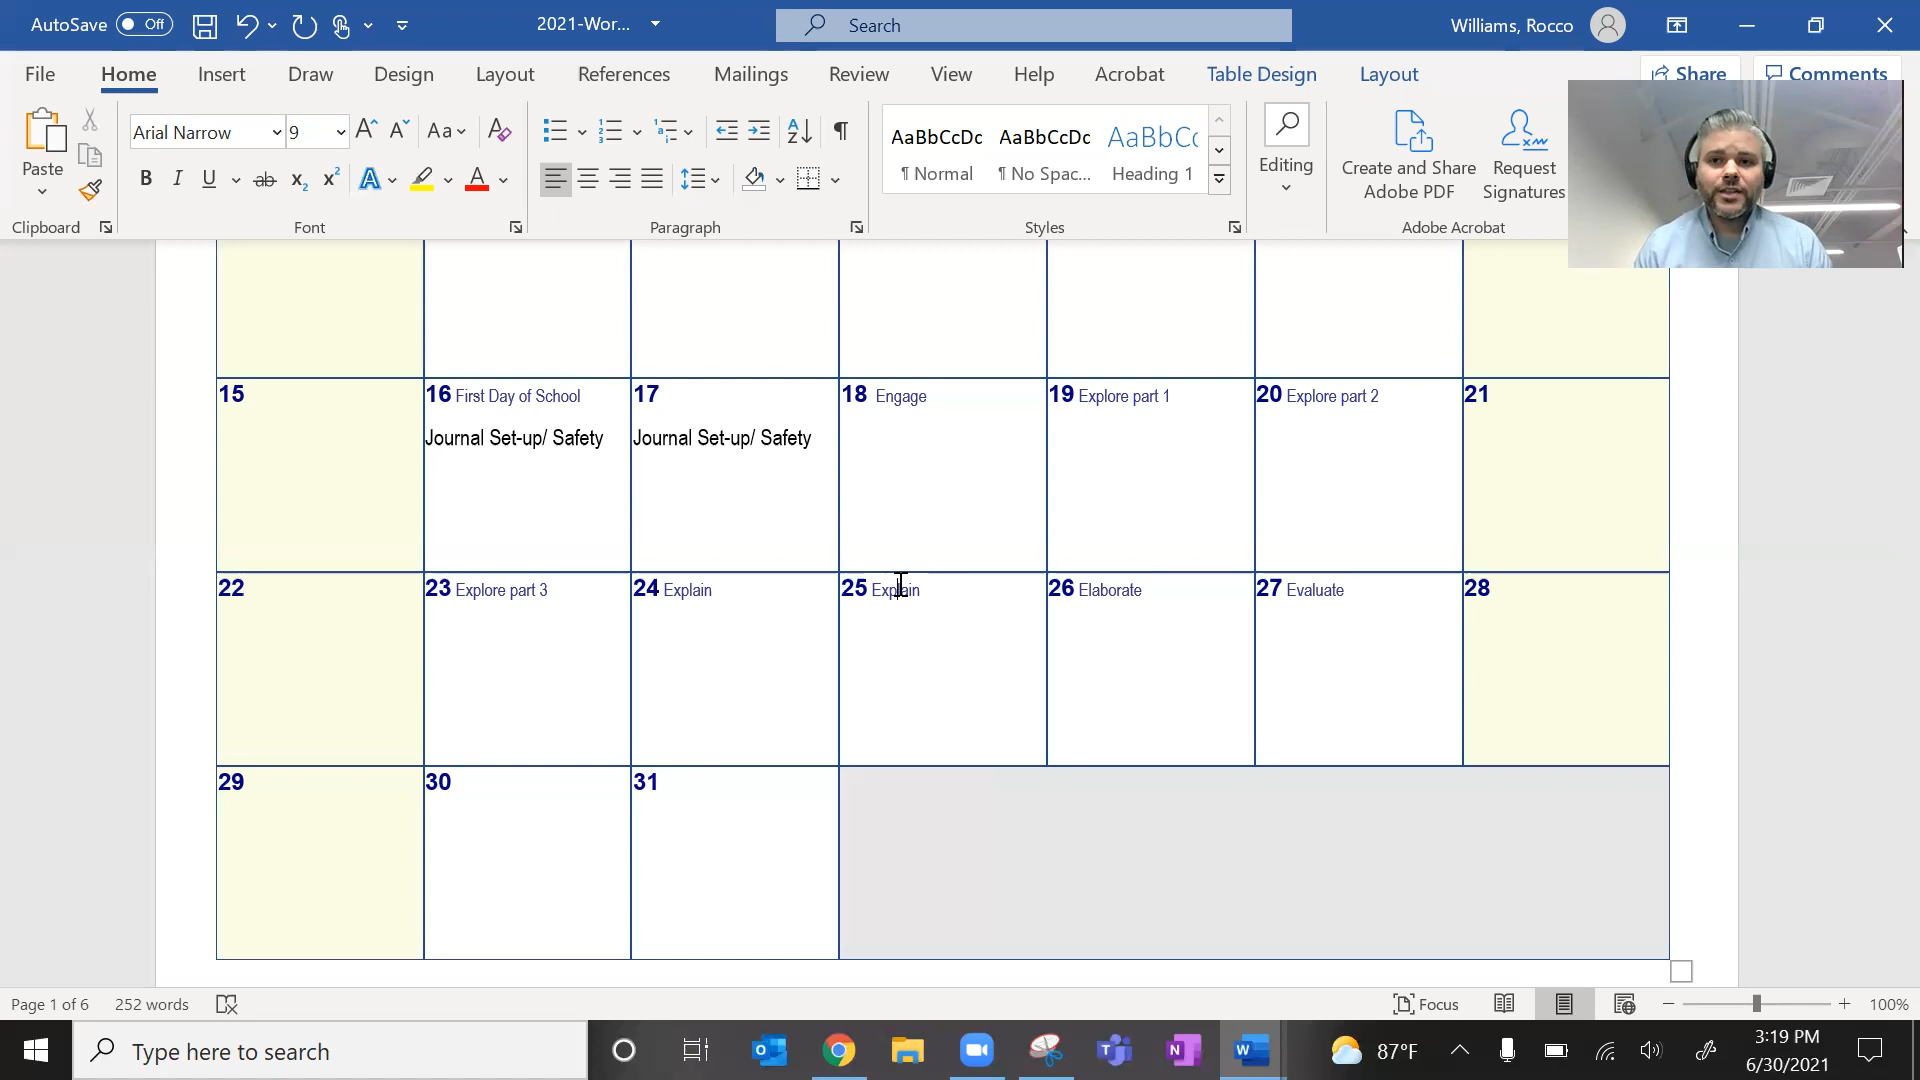 AutoSave Off 2021-Wor... Search Williams, Rocco
File Home Insert Draw Design Layout References Mailings Review View Help Acrobat Table Design Layout Share Comments
Paste
Arial Narrow 9 Aa
AaBbCcDc AaBbCcDc AaBbCc
¶ Normal ¶ No Spac... Heading 1
Editing
Create and Share
Adobe PDF
Request
Signatures
Clipboard Font Paragraph Styles Adobe Acrobat
15 16 First Day of School 17 18 Engage 19 Explore part 1 20 Explore part 2 21
Journal Set-up/ Safety Journal Set-up/ Safety
22 23 Explore part 3 24 Explain 25 Explain 26 Elaborate 27 Evaluate 28
29 30 31
Page 1 of 6 252 words Focus 100%
Type here to search 87°F 3:19 PM
6/30/2021